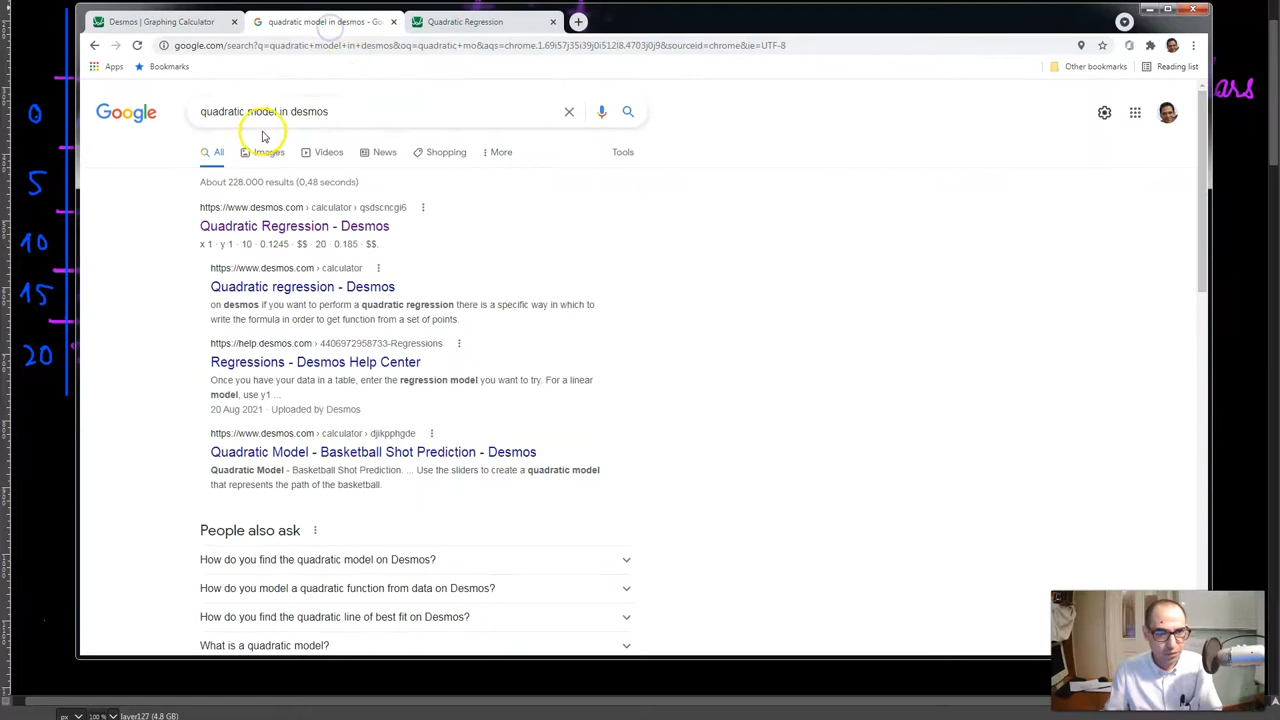 Desmos | Graphing Calculator
quadratic model in desmos - Go
Quadratic Regression
google.com/search?q=quadratic+model+in+desmos&oq=quadratic+mo&aqs=chrome.1.69i57j35i39j0i512l8.4703j0j9&sourceid=chrome&ie=UTF-8
Apps
Bookmarks
Other bookmarks
Reading list
ars
0
5
10
15
20
Google
quadratic model in desmos
All
Images
Videos
News
Shopping
More
Tools
About 228.000 results (0,48 seconds)
https://www.desmos.com › calculator › qsdscncgi6
Quadratic Regression - Desmos
x 1 · y 1 · 10 · 0.1245 · $$ · 20 · 0.185 · $$.
https://www.desmos.com › calculator
Quadratic regression - Desmos
on desmos if you want to perform a quadratic regression there is a specific way in which to
write the formula in order to get function from a set of points.
https://help.desmos.com › 4406972958733-Regressions
Regressions - Desmos Help Center
Once you have your data in a table, enter the regression model you want to try. For a linear
model, use y1 ...
20 Aug 2021 · Uploaded by Desmos
https://www.desmos.com › calculator › djikpphgde
Quadratic Model - Basketball Shot Prediction - Desmos
Quadratic Model - Basketball Shot Prediction. ... Use the sliders to create a quadratic model
that represents the path of the basketball.
People also ask
How do you find the quadratic model on Desmos?
How do you model a quadratic function from data on Desmos?
How do you find the quadratic line of best fit on Desmos?
What is a quadratic model?
px
100 %
layer127 (4.8 GB)